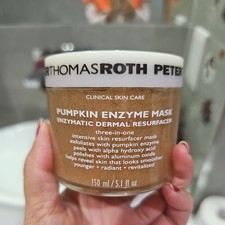 THOMASROTH PETER
CLINICAL SKIN CARE
PUMPKIN ENZYME MASK
ENZYMATIC DERMAL RESURFACER
three-in-one
intensive skin resurfacer mask
exfoliates with pumpkin enzyme
peels with alpha hydroxy acid
polishes with aluminum oxide
helps reveal skin that looks smoother
younger • radiant • revitalized
150 ml / 5.1 fl. oz